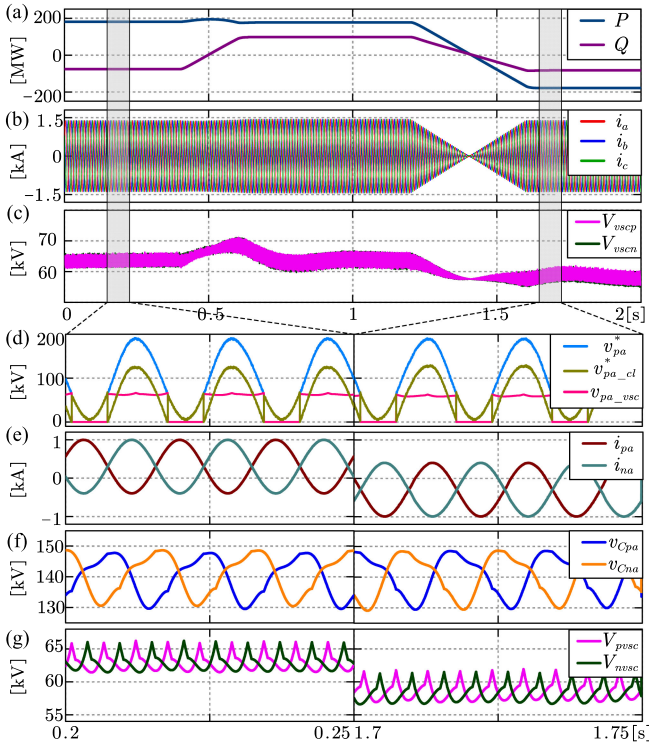 (a)
200
0
−200
[MW]
P
Q
(b)
1.5
0
−1.5
[kA]
i_a
i_b
i_c
(c)
70
60
[kV]
V_vscp
V_vscn
0 0.5 1 1.5 2[s]
(d)
200
100
0
[kV]
v*_pa
v*_pa_cl
v_pa_vsc
(e)
1
0
−1
[kA]
i_pa
i_na
(f)
150
140
130
[kV]
v_Cpa
v_Cna
(g)
65
60
55
[kV]
V_pvsc
V_nvsc
0.2 0.25 1.7 1.75[s]